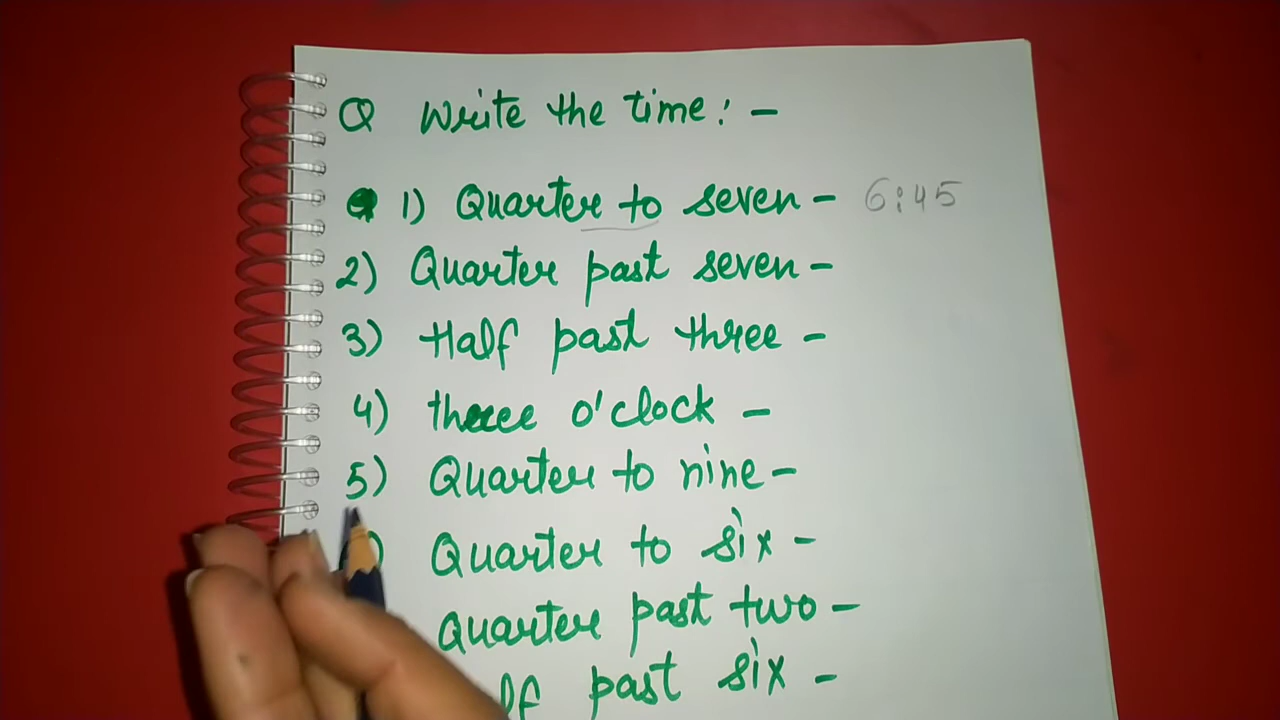 Q Write the time: -
1) Quarter to seven - 6:45
2) Quarter past seven -
3) Half past three -
4) three o'clock -
5) Quarter to nine -
) Quarter to six -
Quarter past two -
lf past six -